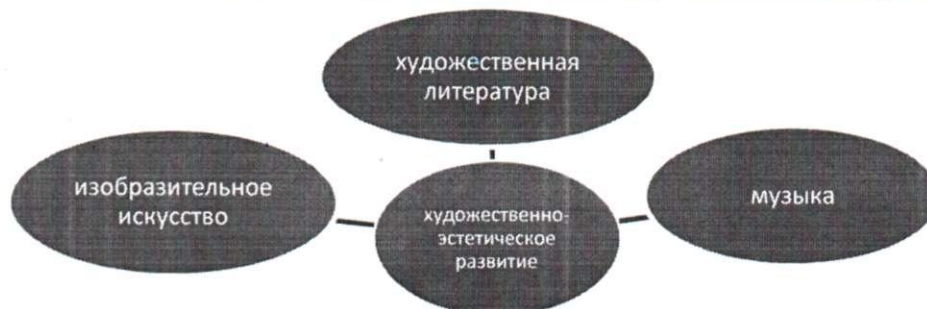 художественная
литература
изобразительное
искусство
художественно-
эстетическое
развитие
музыка